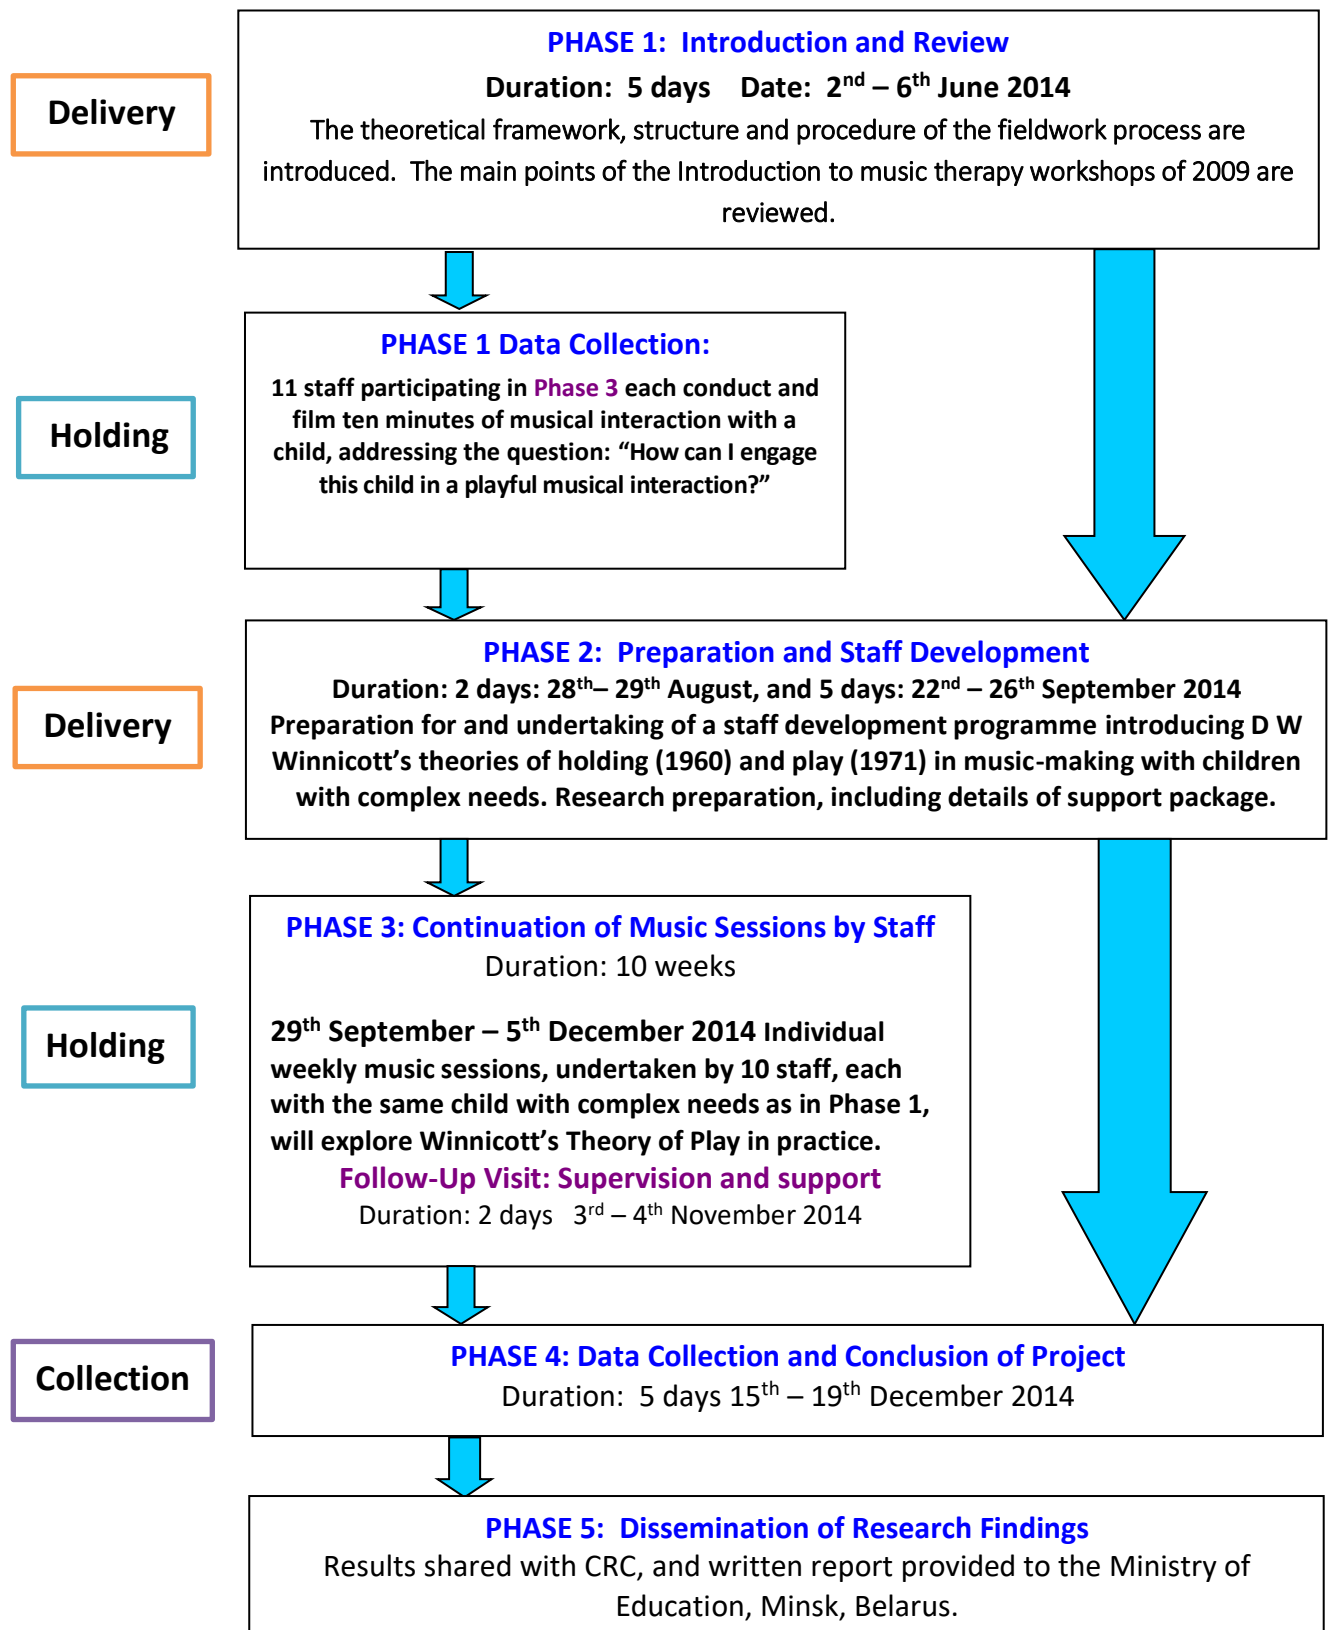 PHASE 1: Introduction and Review
Delivery
Duration: 5 days Date: 2nd – 6th June 2014
The theoretical framework, structure and procedure of the fieldwork process are
introduced. The main points of the Introduction to music therapy workshops of 2009 are
reviewed.
PHASE 1 Data Collection:
Holding
11 staff participating in Phase 3 each conduct and
film ten minutes of musical interaction with a
child, addressing the question: “How can I engage
this child in a playful musical interaction?”
PHASE 2: Preparation and Staff Development
Delivery
Duration: 2 days: 28th– 29th August, and 5 days: 22nd – 26th September 2014
Preparation for and undertaking of a staff development programme introducing D W
Winnicott’s theories of holding (1960) and play (1971) in music-making with children
with complex needs. Research preparation, including details of support package.
PHASE 3: Continuation of Music Sessions by Staff
Duration: 10 weeks
Holding
29th September – 5th December 2014 Individual
weekly music sessions, undertaken by 10 staff, each
with the same child with complex needs as in Phase 1,
will explore Winnicott’s Theory of Play in practice.
Follow-Up Visit: Supervision and support
Duration: 2 days 3rd – 4th November 2014
Collection
PHASE 4: Data Collection and Conclusion of Project
Duration: 5 days 15th – 19th December 2014
PHASE 5: Dissemination of Research Findings
Results shared with CRC, and written report provided to the Ministry of
Education, Minsk, Belarus.